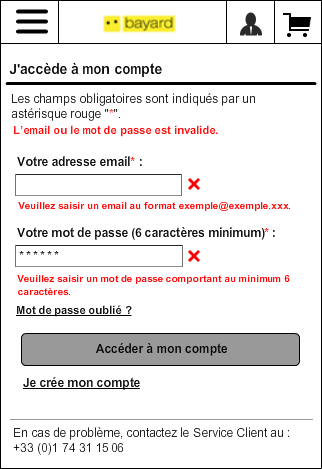 bayard
J'accède à mon compte
Les champs obligatoires sont indiqués par un
astérisque rouge "*".
L'email ou le mot de passe est invalide.
Votre adresse email* :
Veuillez saisir un email au format exemple@exemple.xxx.
Votre mot de passe (6 caractères minimum)* :
******
Veuillez saisir un mot de passe comportant au minimum 6
caractères.
Mot de passe oublié ?
Accéder à mon compte
Je crée mon compte
En cas de problème, contactez le Service Client au :
+33 (0)1 74 31 15 06